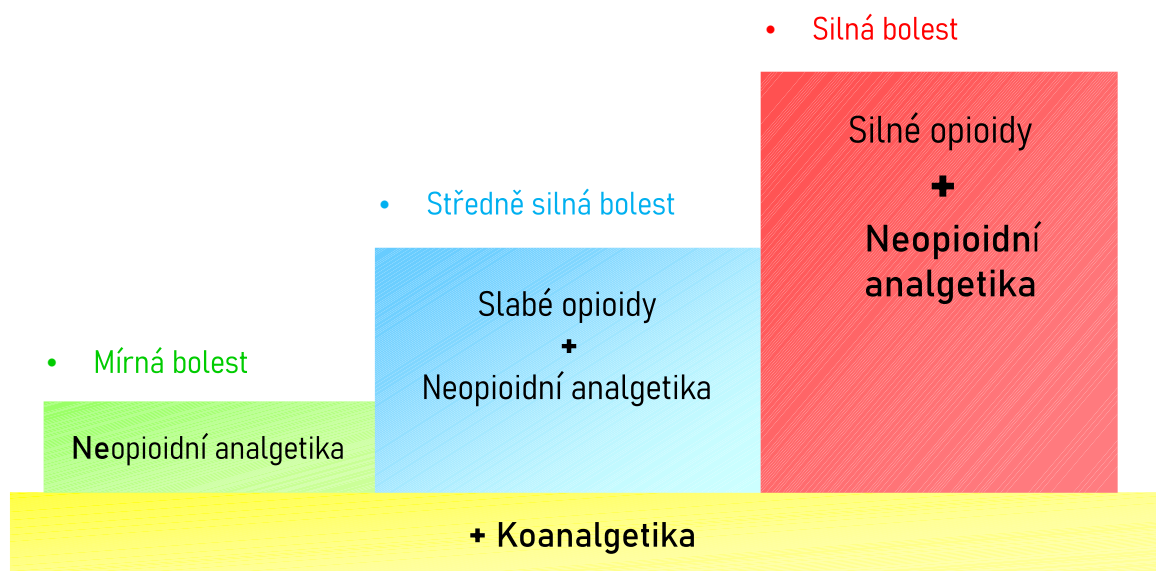 • Silná bolest
Silné opioidy
+
Neopioidní
analgetika
• Středně silná bolest
Slabé opioidy
+
Neopioidní analgetika
• Mírná bolest
Neopioidní analgetika
+ Koanalgetika